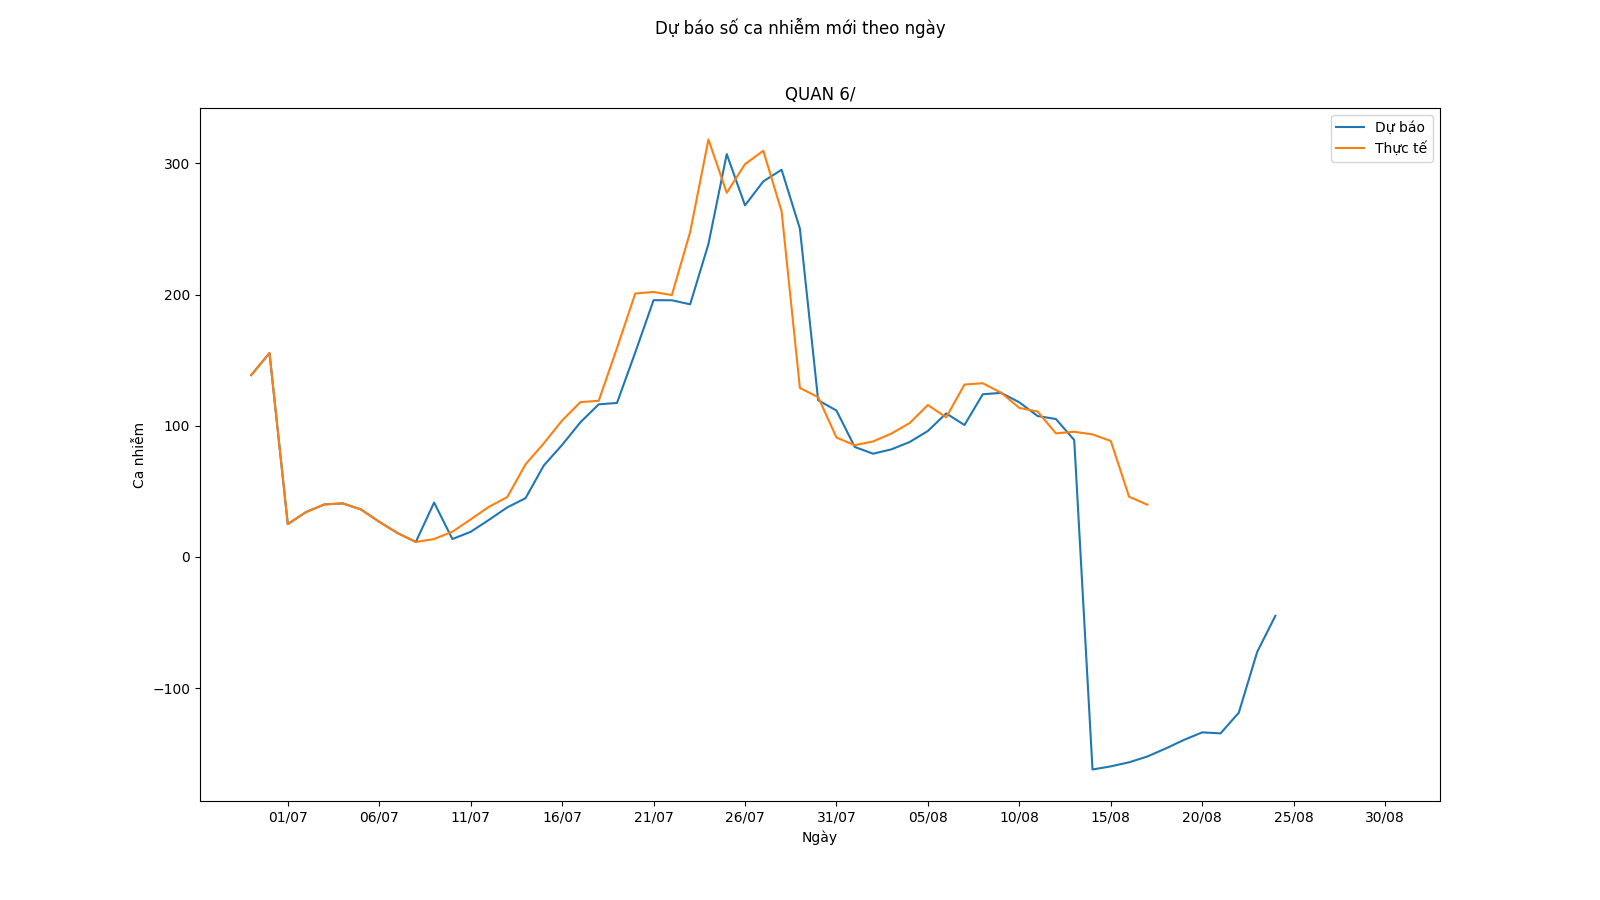 Dự báo số ca nhiễm mới theo ngày
QUAN 6/
Dự báo
Thực tế
300
200
100
0
−100
Ca nhiễm
01/07 06/07 11/07 16/07 21/07 26/07 31/07 05/08 10/08 15/08 20/08 25/08 30/08
Ngày